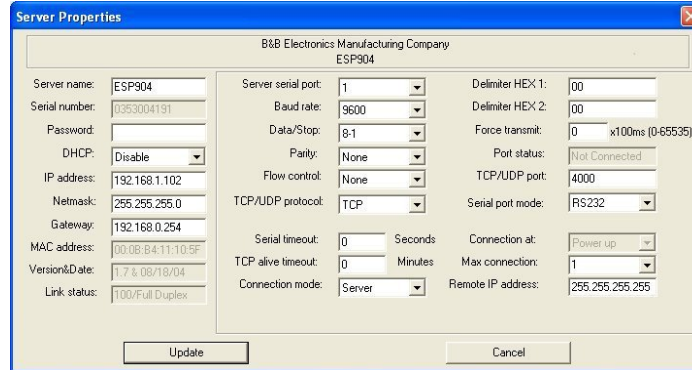 Server Properties
B&B Electronics Manufacturing Company
ESP904
Server name: ESP904
Serial number: 0353004191
Password:
DHCP: Disable
IP address: 192.168.1.102
Netmask: 255.255.255.0
Gateway: 192.168.0.254
MAC address: 00:0B:B4:11:10:5F
Version&Date: 1.7 & 08/18/04
Link status: 100/Full Duplex
Server serial port: 1
Baud rate: 9600
Data/Stop: 8-1
Parity: None
Flow control: None
TCP/UDP protocol: TCP
Serial timeout: 0 Seconds
TCP alive timeout: 0 Minutes
Connection mode: Server
Delimiter HEX 1: 00
Delimiter HEX 2: 00
Force transmit: 0 x100ms (0-65535)
Port status: Not Connected
TCP/UDP port: 4000
Serial port mode: RS232
Connection at: Power up
Max connection: 1
Remote IP address: 255.255.255.255
Update
Cancel